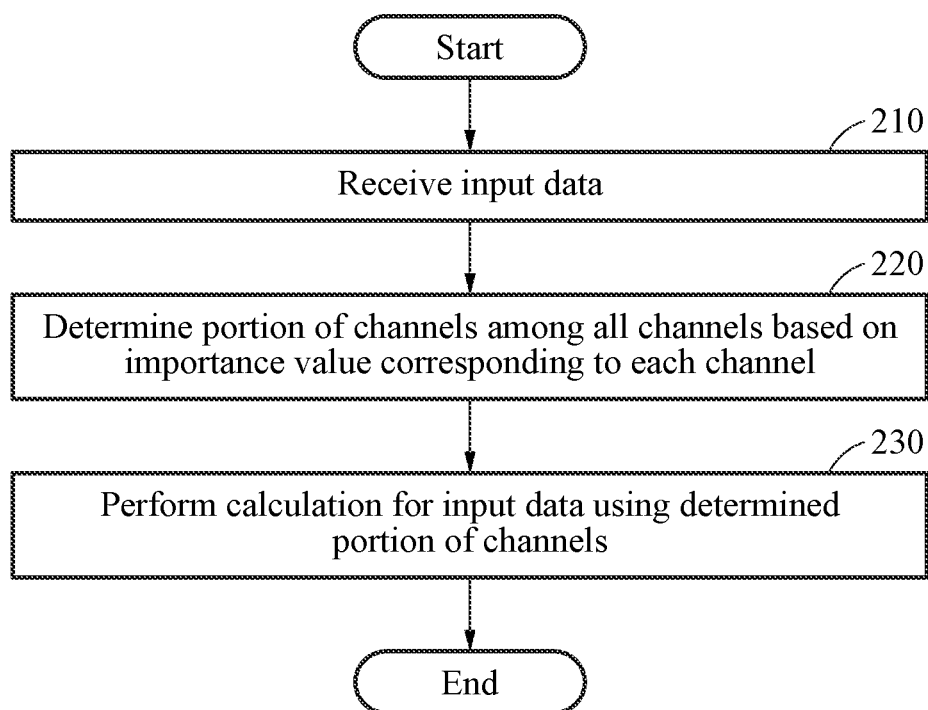 Start
210
Receive input data
220
Determine portion of channels among all channels based on
importance value corresponding to each channel
230
Perform calculation for input data using determined
portion of channels
End